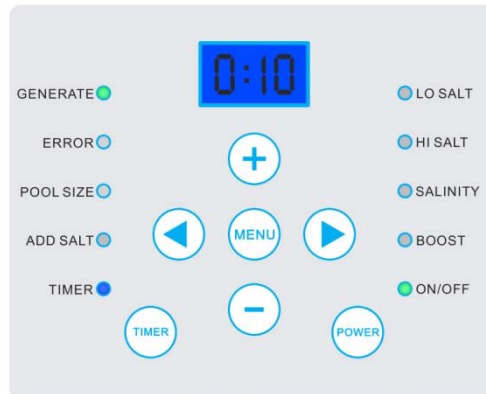 0:10
GENERATE
LO SALT
ERROR
HI SALT
+
POOL SIZE
SALINITY
ADD SALT
MENU
BOOST
TIMER
ON/OFF
−
TIMER
POWER